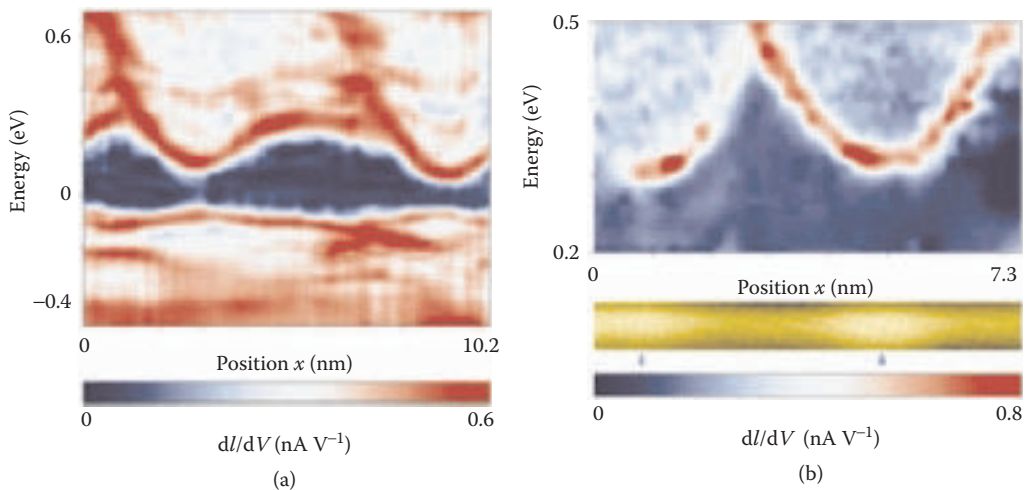 0.6
0
−0.4
Energy (eV)
0
10.2
Position x (nm)
0
0.6
dI/dV (nA V−1)
(a)
0.5
0.2
Energy (eV)
0
7.3
Position x (nm)
0
0.8
dI/dV (nA V−1)
(b)